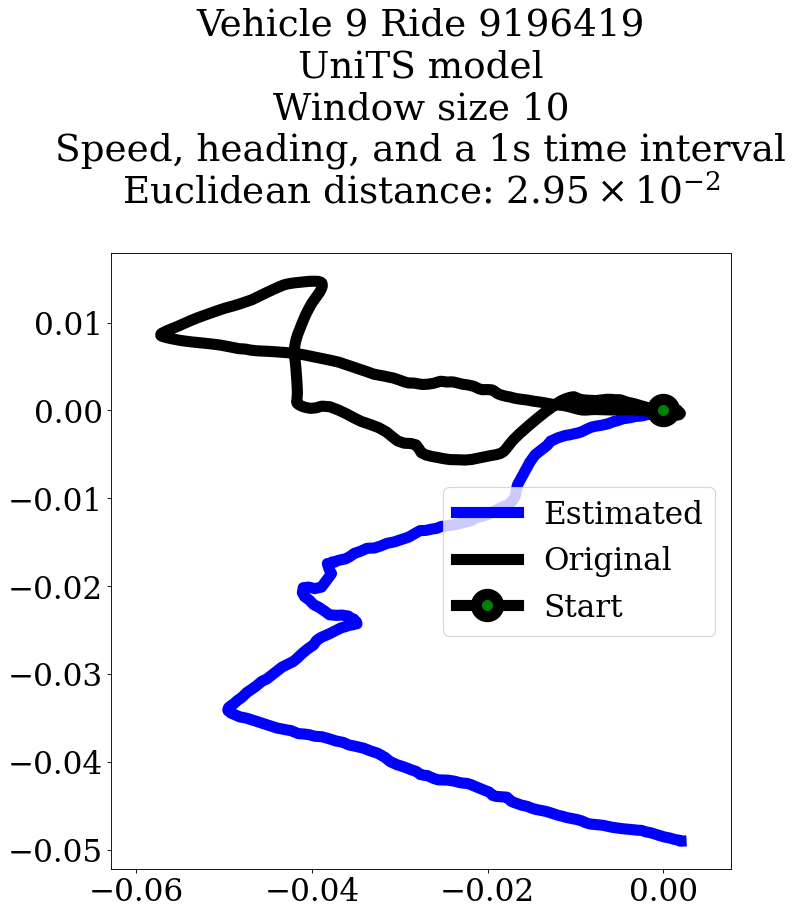 Vehicle 9 Ride 9196419
UniTS model
Window size 10
Speed, heading, and a 1s time interval
Euclidean distance: 2.95 × 10⁻²
0.01
0.00
−0.01
−0.02
−0.03
−0.04
−0.05
Estimated
Original
Start
−0.06
−0.04
−0.02
0.00